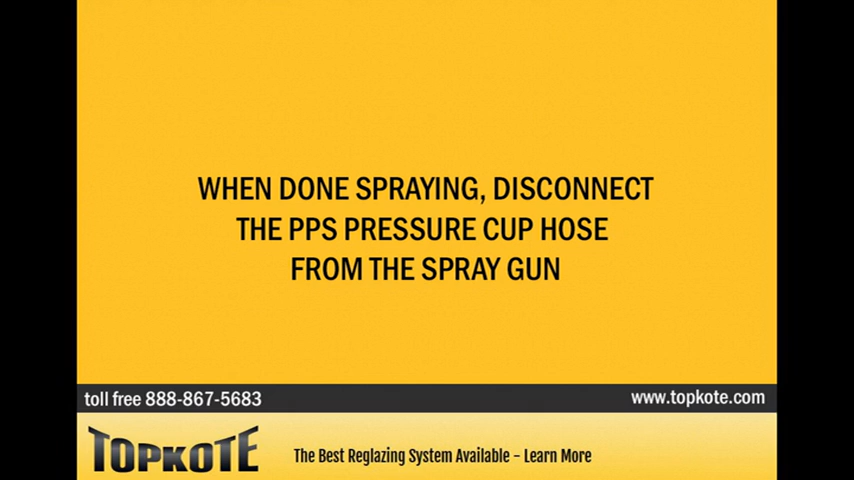 WHEN DONE SPRAYING, DISCONNECT
THE PPS PRESSURE CUP HOSE
FROM THE SPRAY GUN
toll free 888-867-5683 www.topkote.com
TOPKOTE The Best Reglazing System Available - Learn More